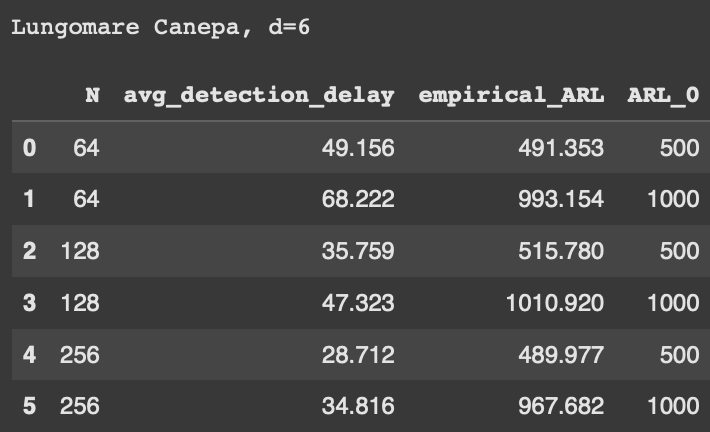 Lungomare Canepa, d=6
N avg_detection_delay empirical_ARL ARL_0
0 64 49.156 491.353 500
1 64 68.222 993.154 1000
2 128 35.759 515.780 500
3 128 47.323 1010.920 1000
4 256 28.712 489.977 500
5 256 34.816 967.682 1000